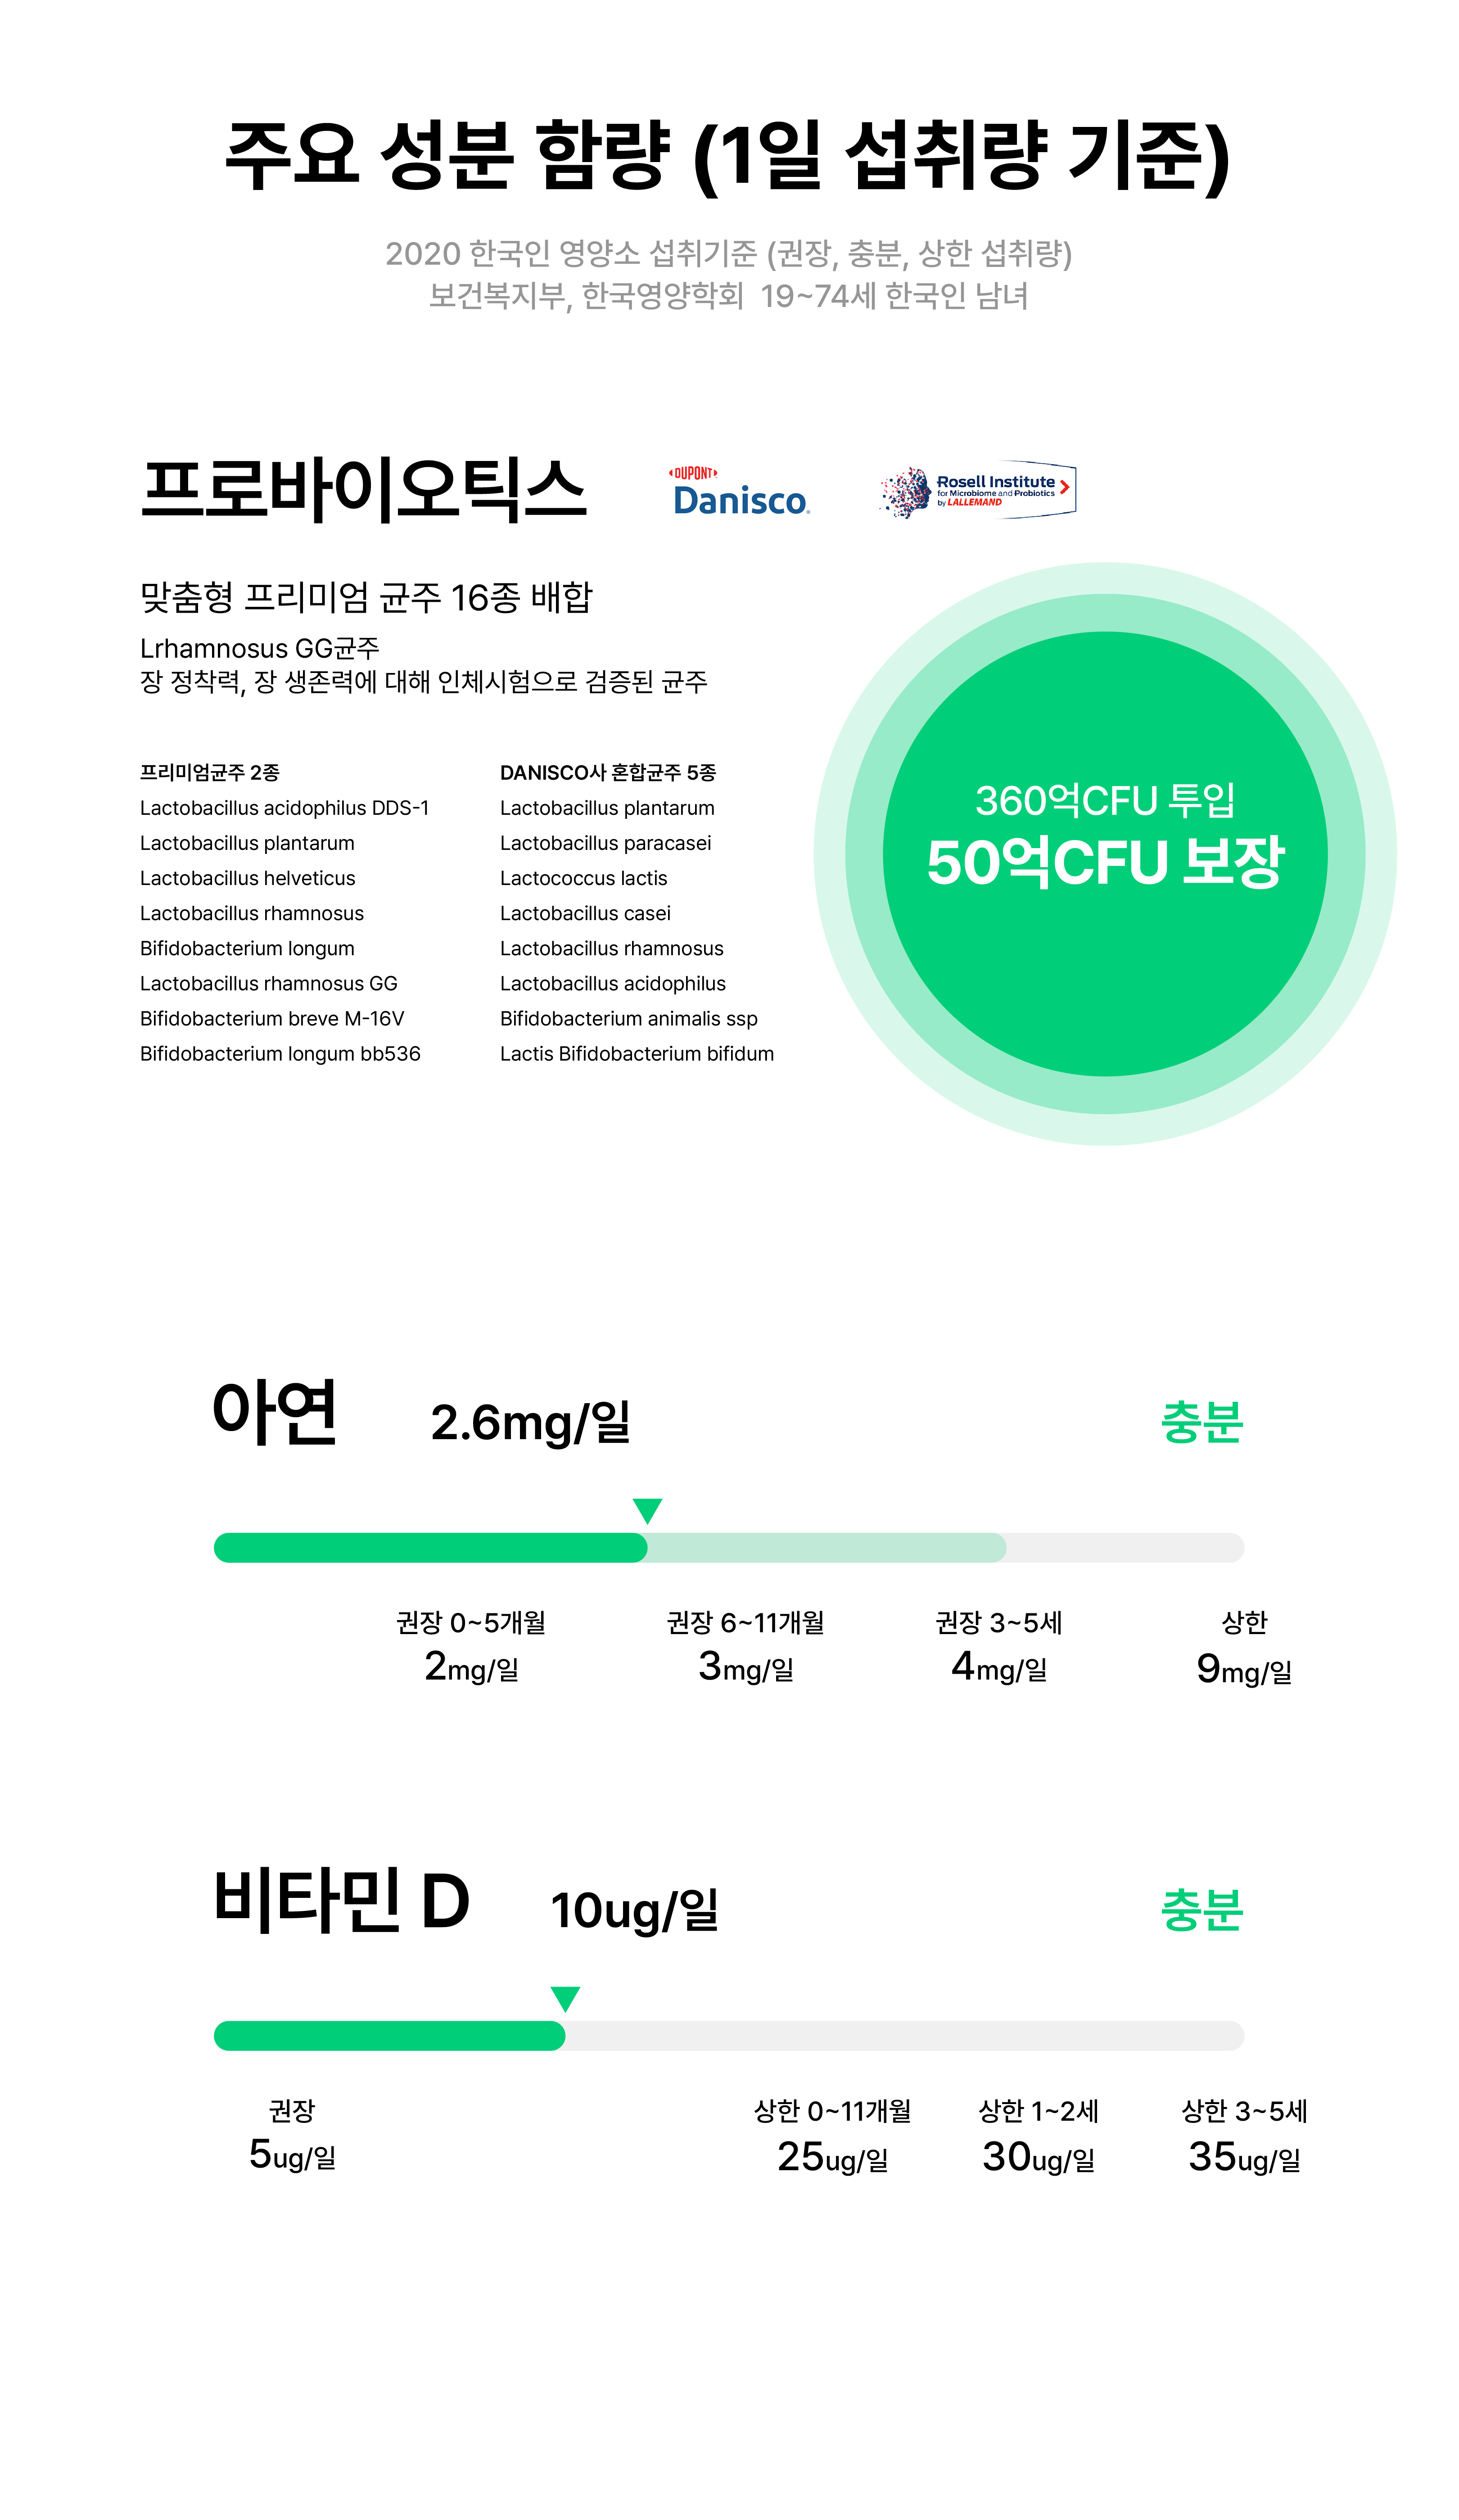 주요 성분 함량 (1일 섭취량 기준)
2020 한국인 영양소 섭취기준 (권장, 충분, 상한 섭취량)
보건복지부, 한국영양학회 19~74세 한국인 남녀
프로바이오틱스
DUPONT
Danisco
Rosell Institute
for Microbiome and Probiotics
by LALLEMAND
맞춤형 프리미엄 균주 16종 배합
Lrhamnosus GG균주
장 정착력, 장 생존력에 대해 인체시험으로 검증된 균주
프리미엄균주 2종
Lactobacillus acidophilus DDS-1
Lactobacillus plantarum
Lactobacillus helveticus
Lactobacillus rhamnosus
Bifidobacterium longum
Lactobacillus rhamnosus GG
Bifidobacterium breve M-16V
Bifidobacterium longum bb536
DANISCO사 혼합균주 5종
Lactobacillus plantarum
Lactobacillus paracasei
Lactococcus lactis
Lactobacillus casei
Lactobacillus rhamnosus
Lactobacillus acidophilus
Bifidobacterium animalis ssp
Lactis Bifidobacterium bifidum
360억CFU 투입
50억CFU 보장
아연 2.6mg/일 충분
권장 0~5개월 권장 6~11개월 권장 3~5세 상한
2mg/일 3mg/일 4mg/일 9mg/일
비타민 D 10ug/일 충분
권장 상한 0~11개월 상한 1~2세 상한 3~5세
5ug/일 25ug/일 30ug/일 35ug/일